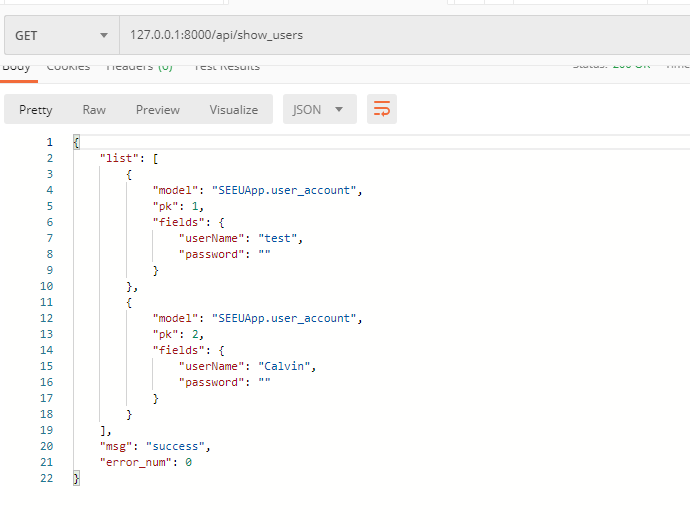 GET 127.0.0.1:8000/api/show_users
Body Cookies Headers (6) Test Results Status: 200 OK Time
Pretty Raw Preview Visualize JSON
1 {
2 "list": [
3 {
4 "model": "SEEUApp.user_account",
5 "pk": 1,
6 "fields": {
7 "userName": "test",
8 "password": ""
9 }
10 },
11 {
12 "model": "SEEUApp.user_account",
13 "pk": 2,
14 "fields": {
15 "userName": "Calvin",
16 "password": ""
17 }
18 }
19 ],
20 "msg": "success",
21 "error_num": 0
22 }